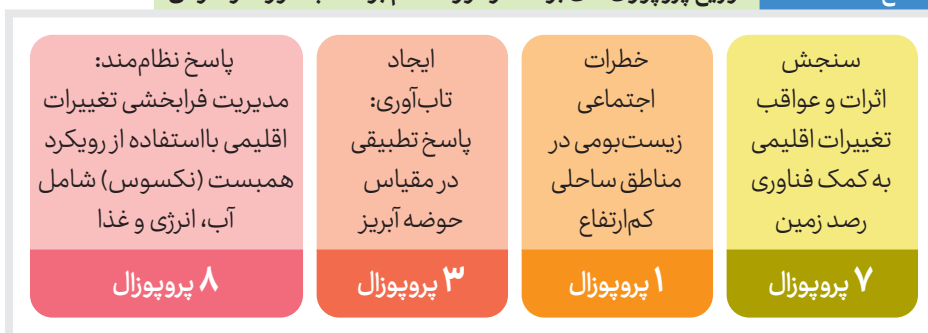 سنجش
اثرات و عواقب
تغییرات اقلیمی
به کمک فناوری
رصد زمین
۷ پروپوزال
خطرات
اجتماعی
زیست‌بومی در
مناطق ساحلی
کم‌ارتفاع
۱ پروپوزال
ایجاد
تاب‌آوری:
پاسخ تطبیقی
در مقیاس
حوضه آبریز
۳ پروپوزال
پاسخ نظام‌مند:
مدیریت فرابخشی تغییرات
اقلیمی بااستفاده از رویکرد
همبست (نکسوس) شامل
آب، انرژی و غذا
۸ پروپوزال